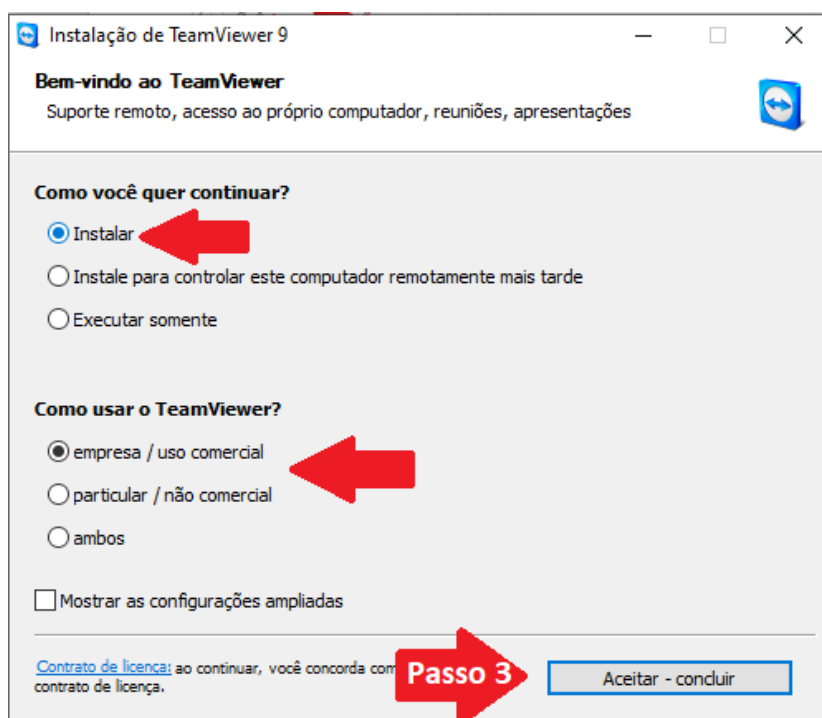 Instalação de TeamViewer 9
Bem-vindo ao TeamViewer
Suporte remoto, acesso ao próprio computador, reuniões, apresentações
Como você quer continuar?
Instalar
Instale para controlar este computador remotamente mais tarde
Executar somente
Como usar o TeamViewer?
empresa / uso comercial
particular / não comercial
ambos
Mostrar as configurações ampliadas
Contrato de licença: ao continuar, você concorda com
contrato de licença.
Passo 3
Aceitar - concluir